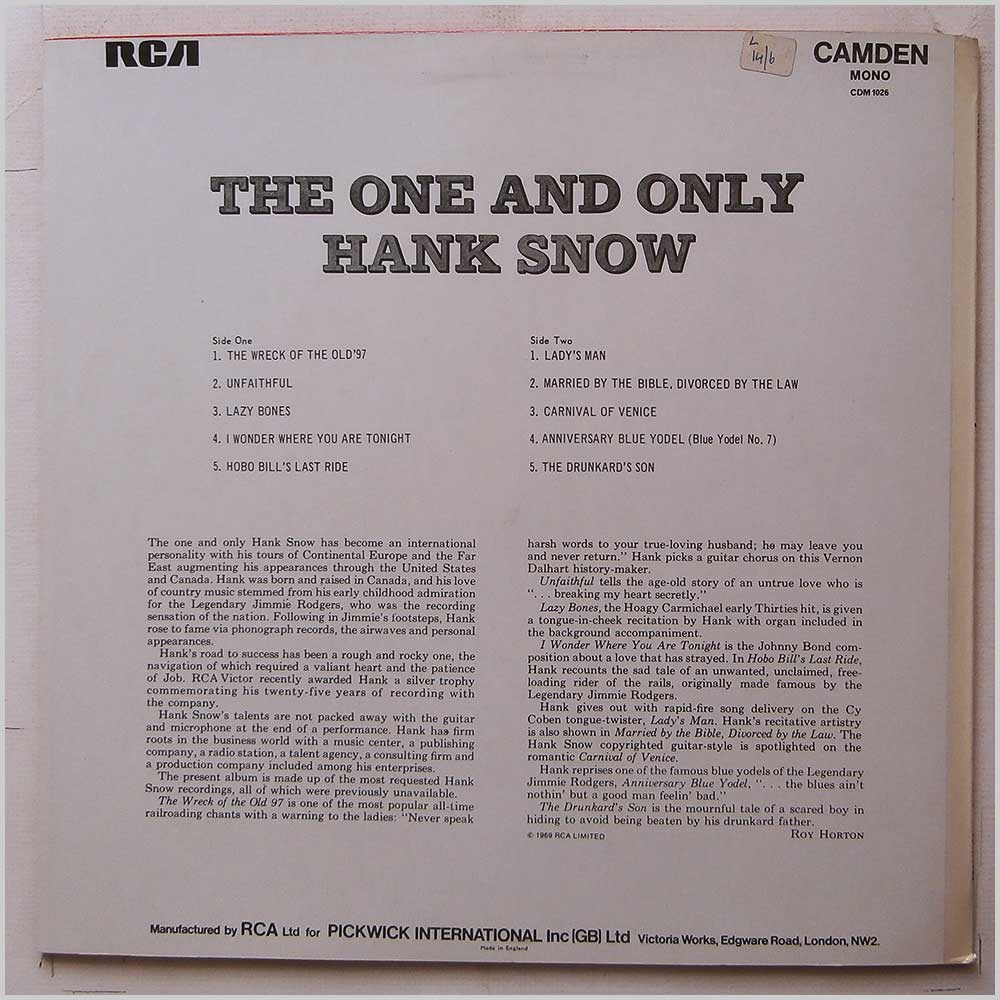 RCA
L
14/6
CAMDEN
MONO
CDM 1026
THE ONE AND ONLY
HANK SNOW
Side One
1. THE WRECK OF THE OLD'97
2. UNFAITHFUL
3. LAZY BONES
4. I WONDER WHERE YOU ARE TONIGHT
5. HOBO BILL'S LAST RIDE
Side Two
1. LADY'S MAN
2. MARRIED BY THE BIBLE, DIVORCED BY THE LAW
3. CARNIVAL OF VENICE
4. ANNIVERSARY BLUE YODEL (Blue Yodel No. 7)
5. THE DRUNKARD'S SON
The one and only Hank Snow has become an international
personality with his tours of Continental Europe and the Far
East augmenting his appearances through the United States
and Canada. Hank was born and raised in Canada, and his love
of country music stemmed from his early childhood admiration
for the Legendary Jimmie Rodgers, who was the recording
sensation of the nation. Following in Jimmie's footsteps, Hank
rose to fame via phonograph records, the airwaves and personal
appearances.
Hank's road to success has been a rough and rocky one, the
navigation of which required a valiant heart and the patience
of Job. RCA Victor recently awarded Hank a silver trophy
commemorating his twenty-five years of recording with
the company.
Hank Snow's talents are not packed away with the guitar
and microphone at the end of a performance. Hank has firm
roots in the business world with a music center, a publishing
company, a radio station, a talent agency, a consulting firm and
a production company included among his enterprises.
The present album is made up of the most requested Hank
Snow recordings, all of which were previously unavailable.
The Wreck of the Old 97 is one of the most popular all-time
railroading chants with a warning to the ladies: "Never speak
harsh words to your true-loving husband; he may leave you
and never return." Hank picks a guitar chorus on this Vernon
Dalhart history-maker.
Unfaithful tells the age-old story of an untrue love who is
". . . breaking my heart secretly."
Lazy Bones, the Hoagy Carmichael early Thirties hit, is given
a tongue-in-cheek recitation by Hank with organ included in
the background accompaniment.
I Wonder Where You Are Tonight is the Johnny Bond com-
position about a love that has strayed. In Hobo Bill's Last Ride,
Hank recounts the sad tale of an unwanted, unclaimed, free-
loading rider of the rails, originally made famous by the
Legendary Jimmie Rodgers.
Hank gives out with rapid-fire song delivery on the Cy
Coben tongue-twister, Lady's Man. Hank's recitative artistry
is also shown in Married by the Bible, Divorced by the Law. The
Hank Snow copyrighted guitar-style is spotlighted on the
romantic Carnival of Venice.
Hank reprises one of the famous blue yodels of the Legendary
Jimmie Rodgers, Anniversary Blue Yodel, ". . . the blues ain't
nothin' but a good man feelin' bad."
The Drunkard's Son is the mournful tale of a scared boy in
hiding to avoid being beaten by his drunkard father.
© 1969 RCA LIMITED
ROY HORTON
Manufactured by RCA Ltd for PICKWICK INTERNATIONAL Inc (GB) Ltd Victoria Works, Edgware Road, London, NW2.
Made in England